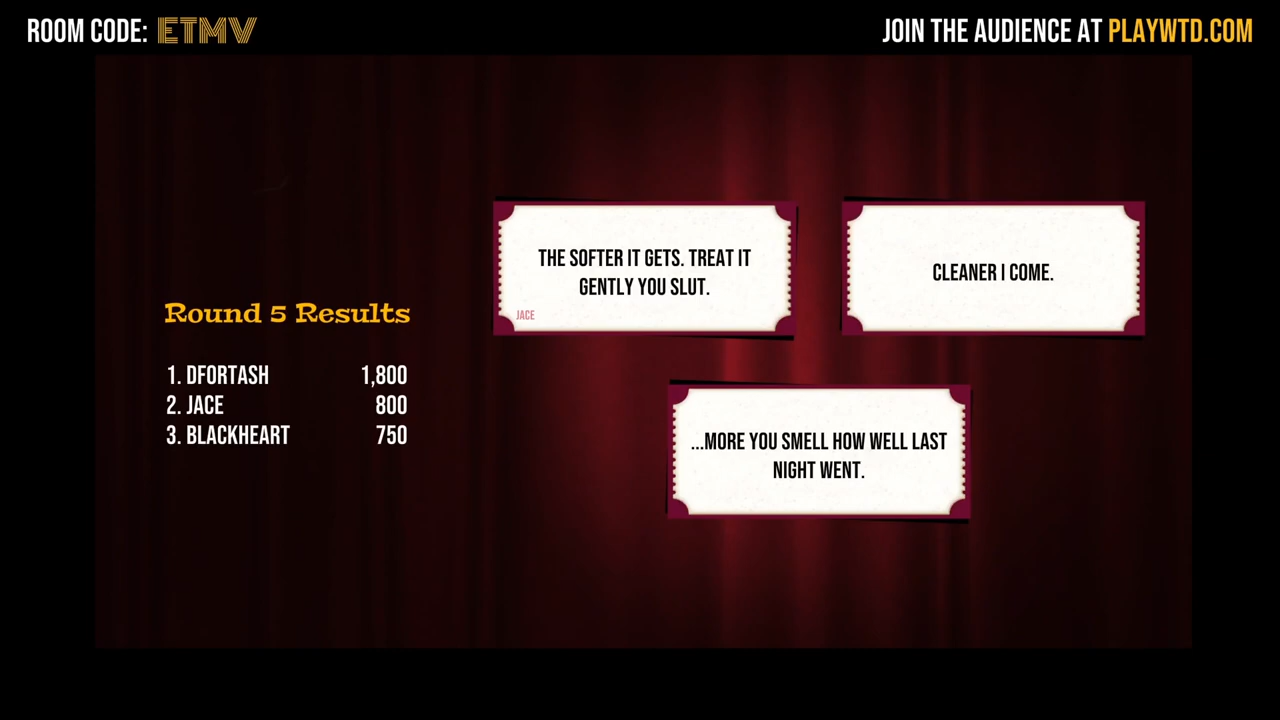 ROOM CODE: ETMV
JOIN THE AUDIENCE AT PLAYWTD.COM
Round 5 Results
1. DFORTASH 1,800
2. JACE 800
3. BLACKHEART 750
THE SOFTER IT GETS. TREAT IT
GENTLY YOU SLUT.
JACE
CLEANER I COME.
...MORE YOU SMELL HOW WELL LAST
NIGHT WENT.